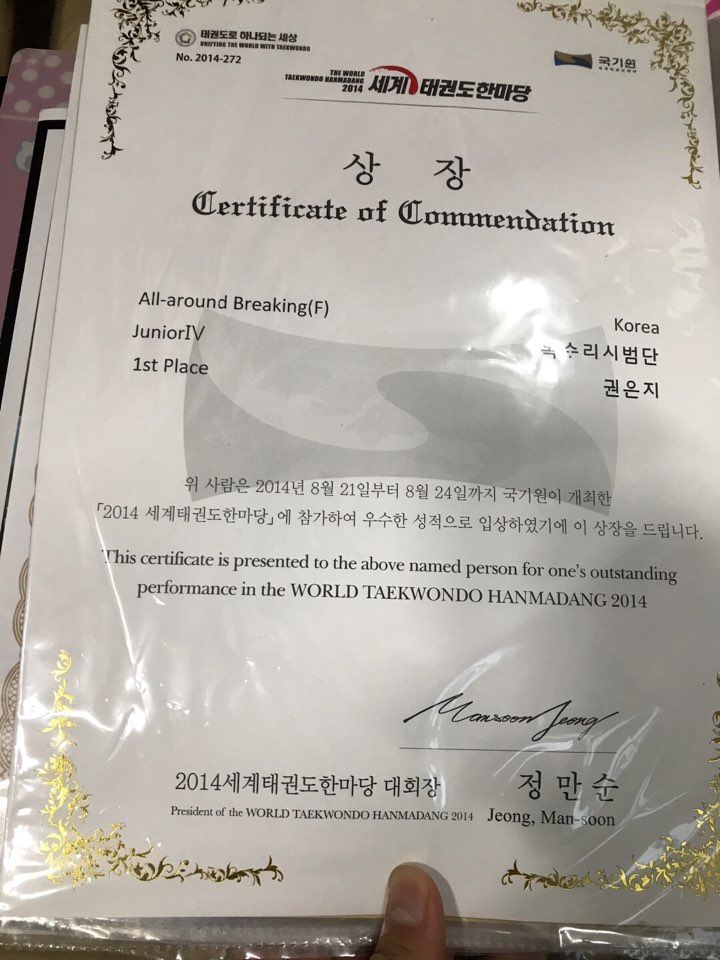 태권도로 하나되는 세상
UNIFYING THE WORLD WITH TAEKWONDO
No. 2014-272
THE WORLD
TAEKWONDO HANMADANG
2014
세계태권도한마당
국기원
상 장
Certificate of Commendation
All-around Breaking(F)
JuniorⅣ
1st Place
Korea
권은지
위 사람은 2014년 8월 21일부터 8월 24일까지 국기원이 개최한
「2014 세계태권도한마당」에 참가하여 우수한 성적으로 입상하였기에 이 상장을 드립니다.
This certificate is presented to the above named person for one's outstanding
performance in the WORLD TAEKWONDO HANMADANG 2014
Mansoon Jeong
2014세계태권도한마당 대회장 정 만 순
President of the WORLD TAEKWONDO HANMADANG 2014 Jeong, Man-soon